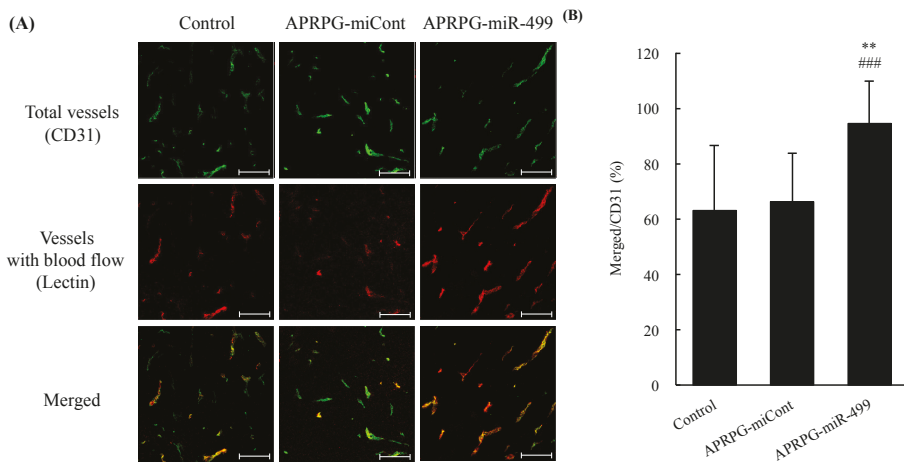 (A)
Control
APRPG-miCont
APRPG-miR-499
Total vessels
(CD31)
Vessels
with blood flow
(Lectin)
Merged
(B)
Merged/CD31 (%)
120
100
80
60
40
20
0
**
###
Control
APRPG-miCont
APRPG-miR-499